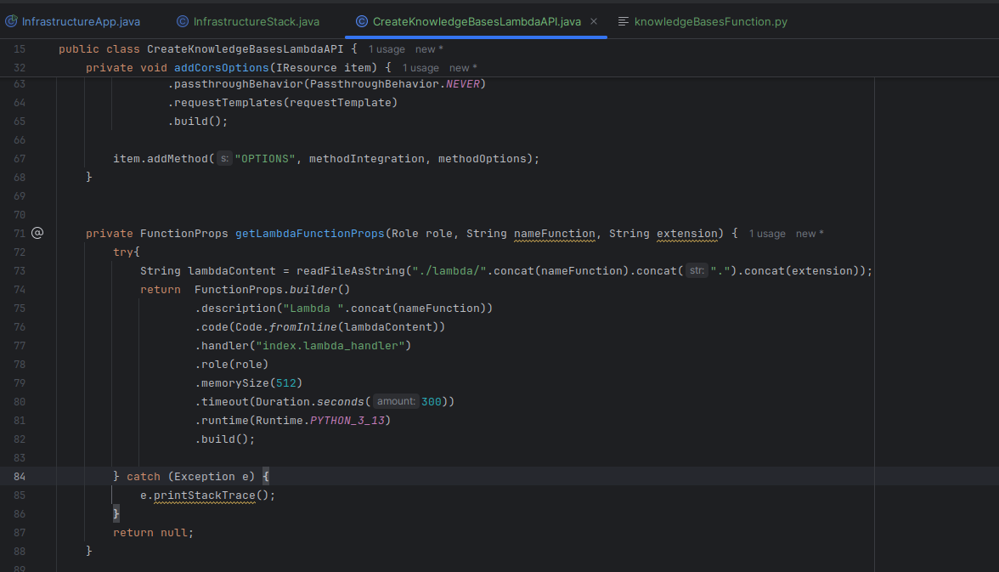 InfrastructureApp.java InfrastructureStack.java CreateKnowledgeBasesLambdaAPI.java × knowledgeBasesFunction.py
15 public class CreateKnowledgeBasesLambdaAPI { 1 usage new *
32 private void addCorsOptions(IResource item) { 1 usage new *
63 .passthroughBehavior(PassthroughBehavior.NEVER)
64 .requestTemplates(requestTemplate)
65 .build();
66
67 item.addMethod( s: "OPTIONS", methodIntegration, methodOptions);
68 }
69
70
71 @ private FunctionProps getLambdaFunctionProps(Role role, String nameFunction, String extension) { 1 usage new *
72 try{
73 String lambdaContent = readFileAsString("./lambda/".concat(nameFunction).concat( str: ".").concat(extension));
74 return FunctionProps.builder()
75 .description("Lambda ".concat(nameFunction))
76 .code(Code.fromInline(lambdaContent))
77 .handler("index.lambda_handler")
78 .role(role)
79 .memorySize(512)
80 .timeout(Duration.seconds( amount: 300))
81 .runtime(Runtime.PYTHON_3_13)
82 .build();
83
84 } catch (Exception e) {
85 e.printStackTrace();
86 }
87 return null;
88 }
89